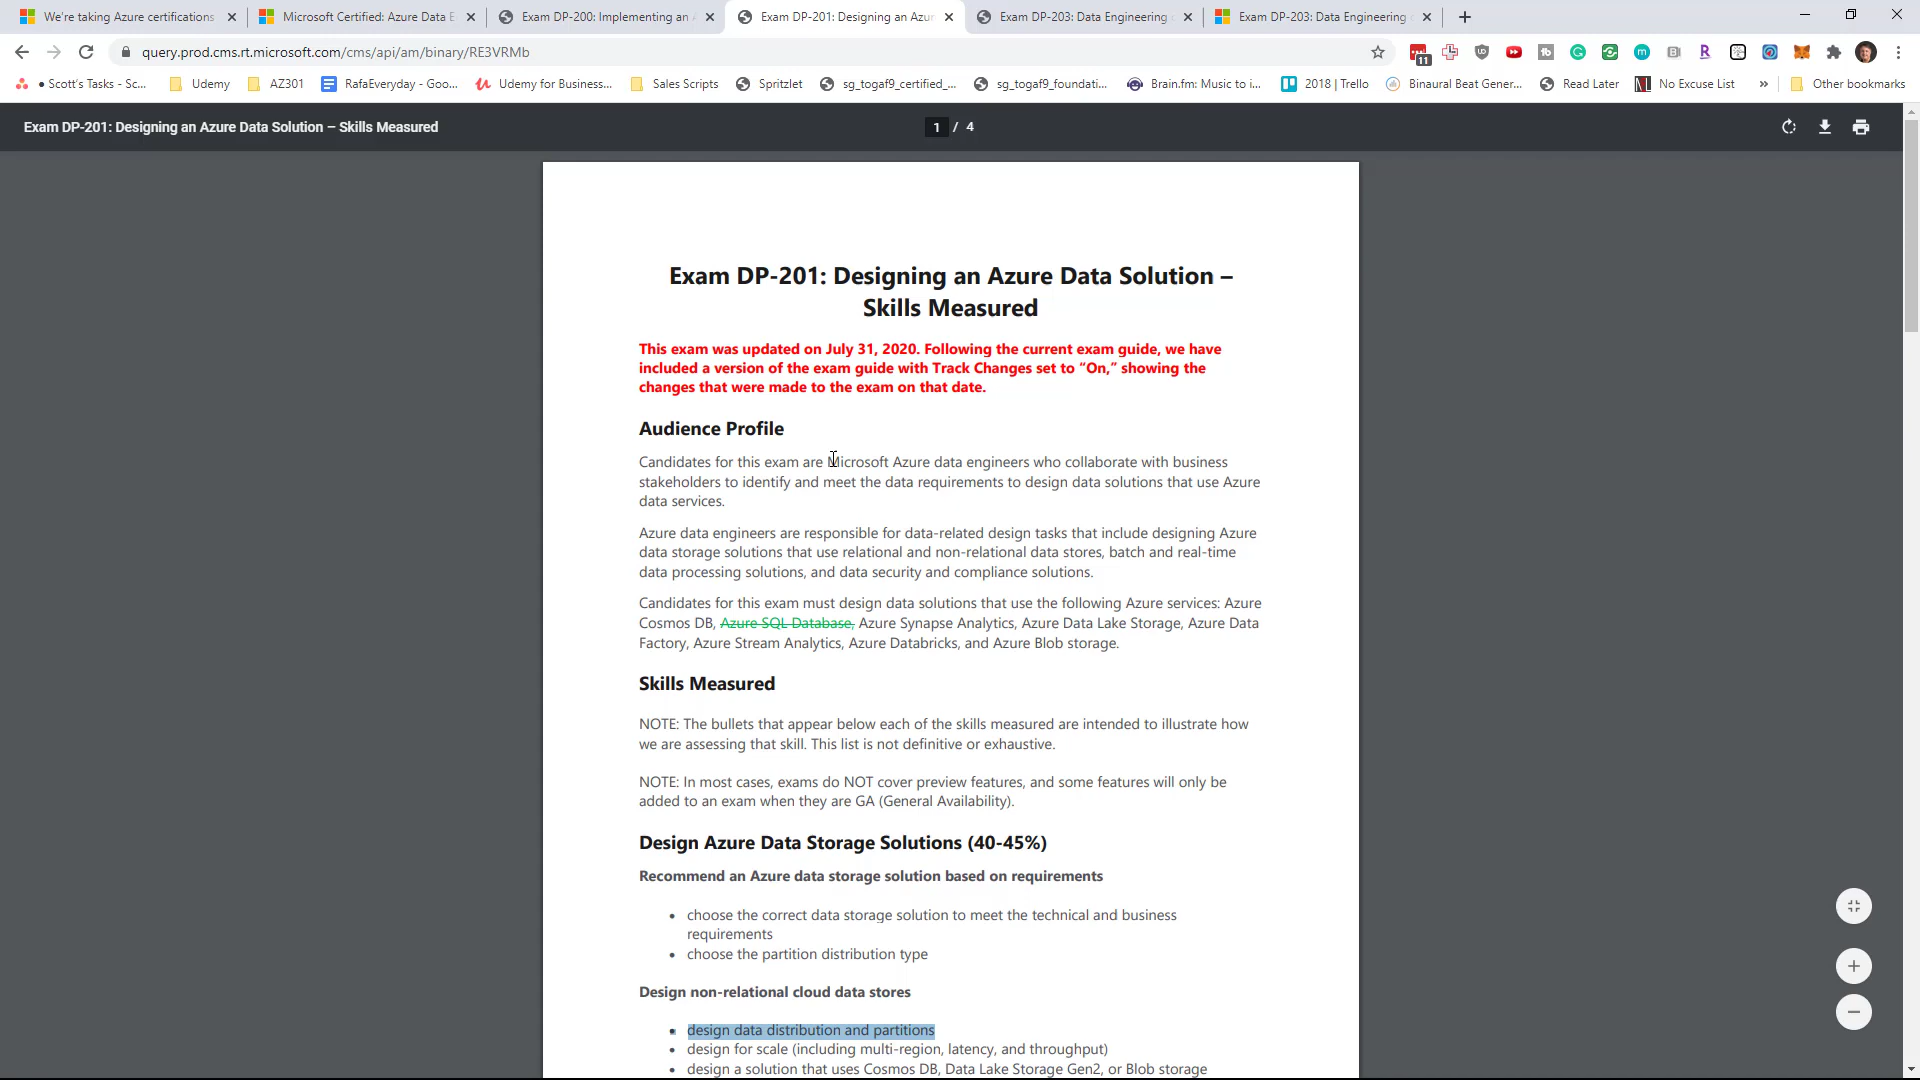 We're taking Azure certifications
Microsoft Certified: Azure Data E
Exam DP-200: Implementing an
Exam DP-201: Designing an Azur
Exam DP-203: Data Engineering
Exam DP-203: Data Engineering
query.prod.cms.rt.microsoft.com/cms/api/am/binary/RE3VRMb
11
• Scott's Tasks - Sc...
Udemy
AZ301
RafaEveryday - Goo...
Udemy for Business...
Sales Scripts
Spritzlet
sg_togaf9_certified_...
sg_togaf9_foundati...
Brain.fm: Music to i...
2018 | Trello
Binaural Beat Gener...
Read Later
No Excuse List
»
Other bookmarks
Exam DP-201: Designing an Azure Data Solution – Skills Measured
1 / 4
Exam DP-201: Designing an Azure Data Solution –
Skills Measured
This exam was updated on July 31, 2020. Following the current exam guide, we have
included a version of the exam guide with Track Changes set to “On,” showing the
changes that were made to the exam on that date.
Audience Profile
Candidates for this exam are Microsoft Azure data engineers who collaborate with business
stakeholders to identify and meet the data requirements to design data solutions that use Azure
data services.
Azure data engineers are responsible for data-related design tasks that include designing Azure
data storage solutions that use relational and non-relational data stores, batch and real-time
data processing solutions, and data security and compliance solutions.
Candidates for this exam must design data solutions that use the following Azure services: Azure
Cosmos DB, Azure SQL Database, Azure Synapse Analytics, Azure Data Lake Storage, Azure Data
Factory, Azure Stream Analytics, Azure Databricks, and Azure Blob storage.
Skills Measured
NOTE: The bullets that appear below each of the skills measured are intended to illustrate how
we are assessing that skill. This list is not definitive or exhaustive.
NOTE: In most cases, exams do NOT cover preview features, and some features will only be
added to an exam when they are GA (General Availability).
Design Azure Data Storage Solutions (40-45%)
Recommend an Azure data storage solution based on requirements
• choose the correct data storage solution to meet the technical and business
requirements
• choose the partition distribution type
Design non-relational cloud data stores
• design data distribution and partitions
• design for scale (including multi-region, latency, and throughput)
• design a solution that uses Cosmos DB, Data Lake Storage Gen2, or Blob storage